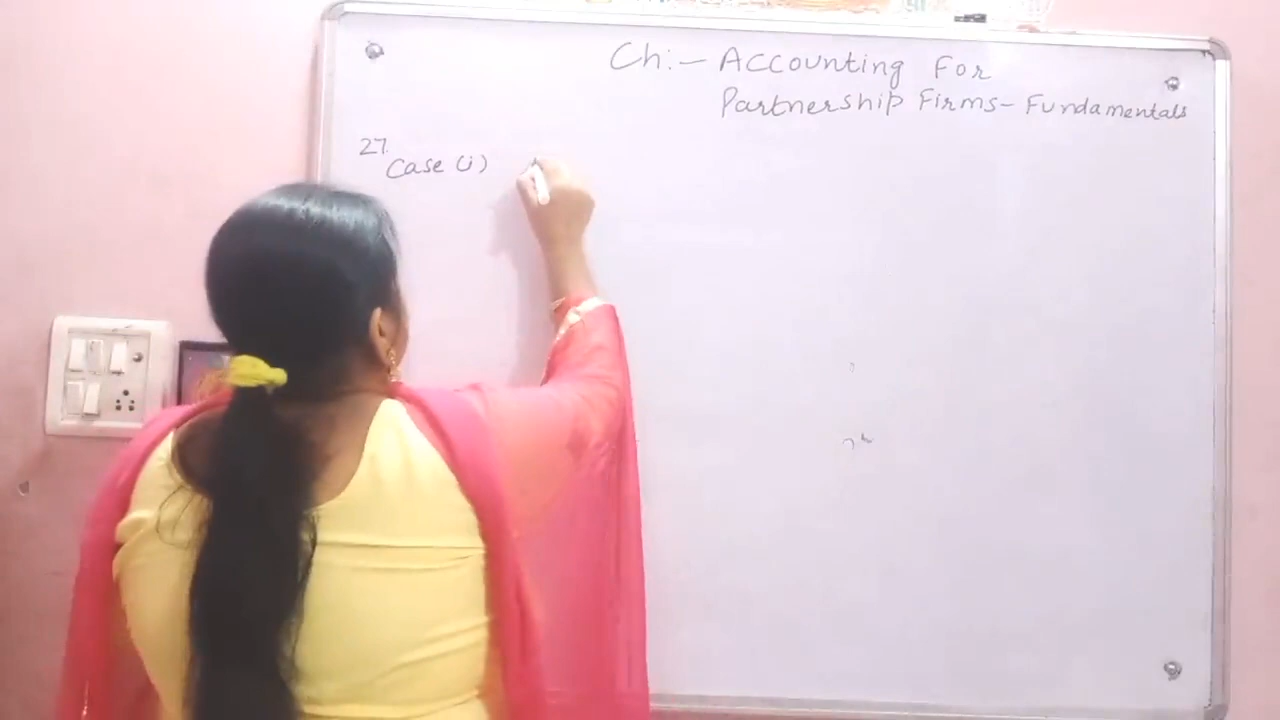 Ch:- Accounting For
Partnership Firms- Fundamentals
27.
Case (i)